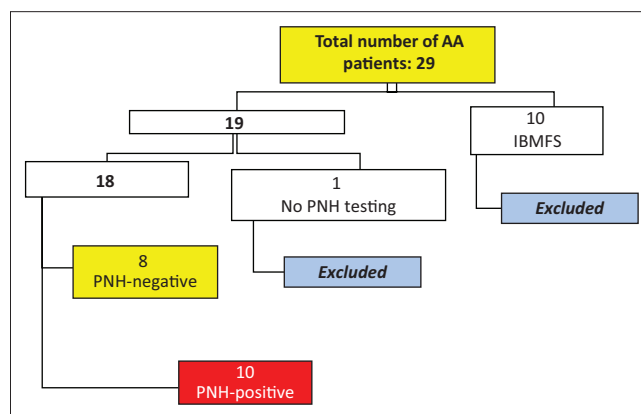 Total number of AA
patients: 29
19
10
IBMFS
18
1
No PNH testing
Excluded
8
PNH-negative
Excluded
10
PNH-positive